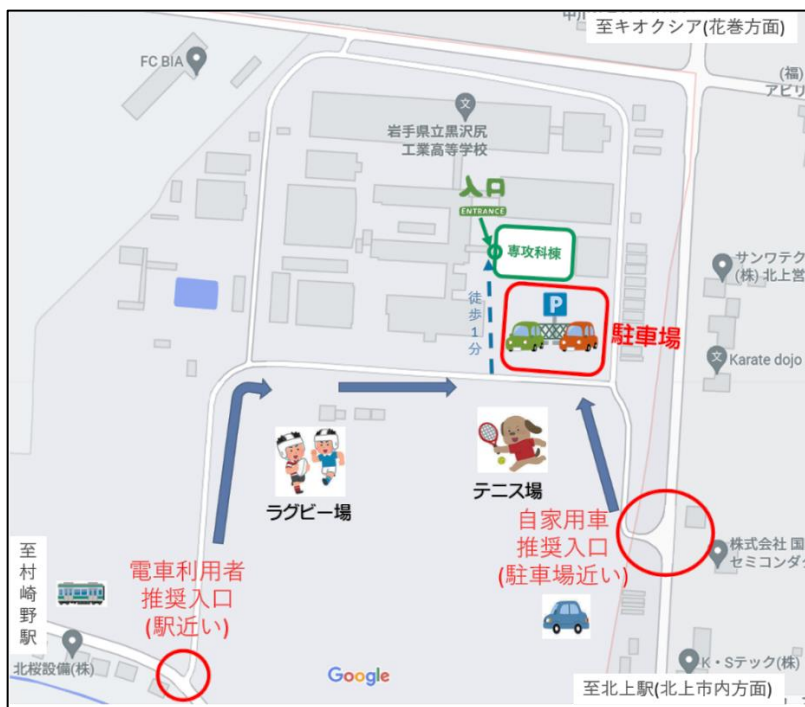 至キオクシア(花巻方面)
FC BIA
(福)
アビリ
文
岩手県立黒沢尻
工業高等学校
入口
ENTRANCE
専攻科棟
サンワテク
(株) 北上営
P
徒歩1分
駐車場
文
Karate dojo
ラグビー場
テニス場
自家用車
推奨入口
(駐車場近い)
株式会社 国
セミコンダク
至村崎野駅
電車利用者
推奨入口
(駅近い)
北桜設備(株)
Google
K・Sテック(株)
至北上駅(北上市内方面)